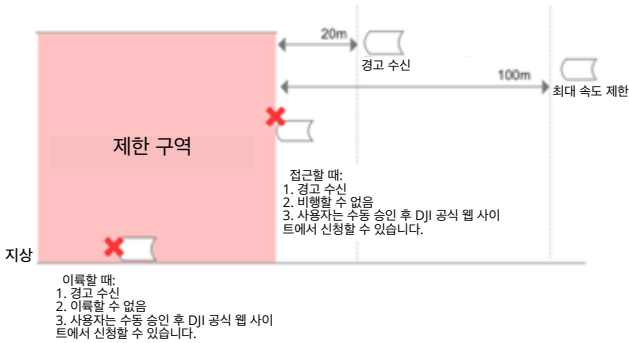 20m
경고 수신
100m
최대 속도 제한
제한 구역
접근할 때:
1. 경고 수신
2. 비행할 수 없음
3. 사용자는 수동 승인 후 DJI 공식 웹 사이
트에서 신청할 수 있습니다.
지상
이륙할 때:
1. 경고 수신
2. 이륙할 수 없음
3. 사용자는 수동 승인 후 DJI 공식 웹 사이
트에서 신청할 수 있습니다.